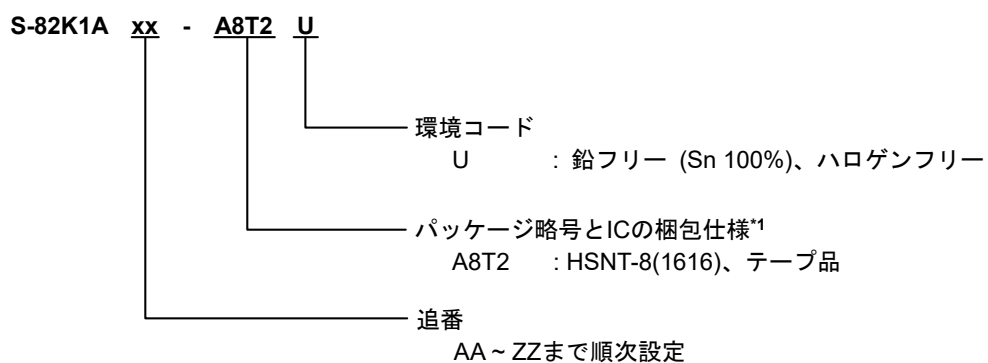 S-82K1A xx - A8T2 U
環境コード
U : 鉛フリー (Sn 100%)、ハロゲンフリー
パッケージ略号とICの梱包仕様*1
A8T2 : HSNT-8(1616)、テープ品
追番
AA ~ ZZまで順次設定